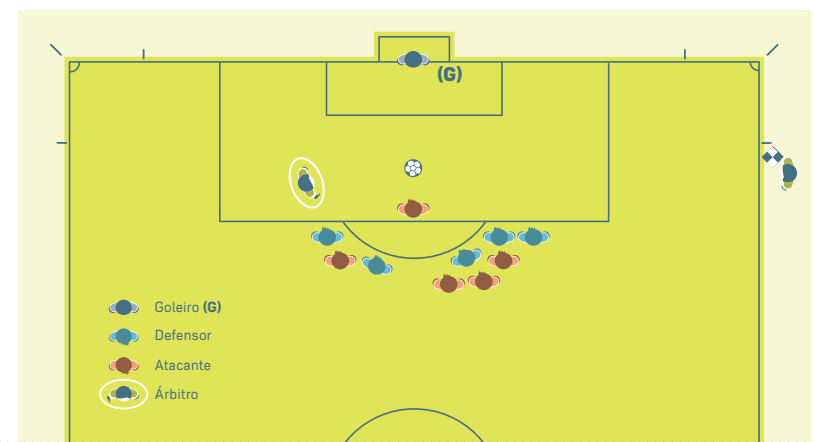 (G)
Goleiro (G)
Defensor
Atacante
Árbitro